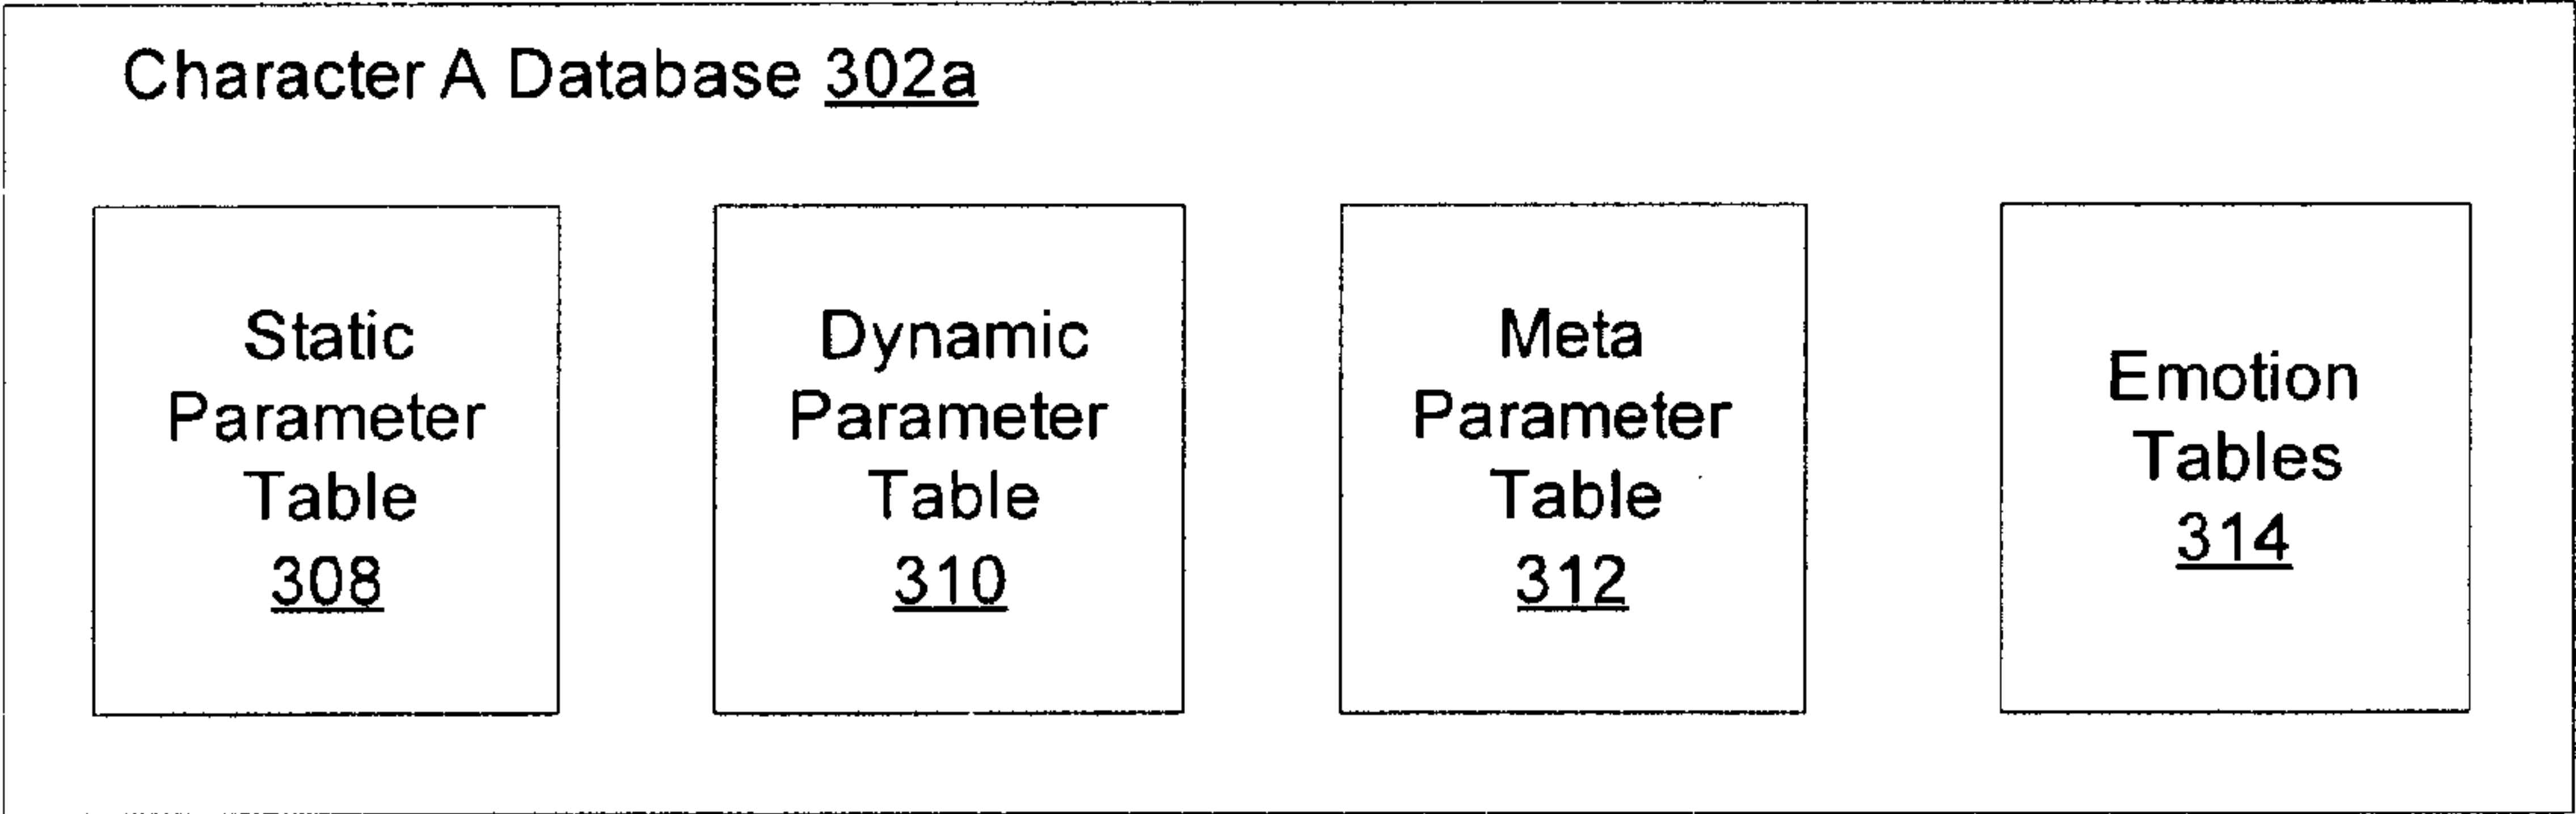 Character A Database 302a
Static
Parameter
Table
308
Dynamic
Parameter
Table
310
Meta
Parameter
Table
312
Emotion
Tables
314